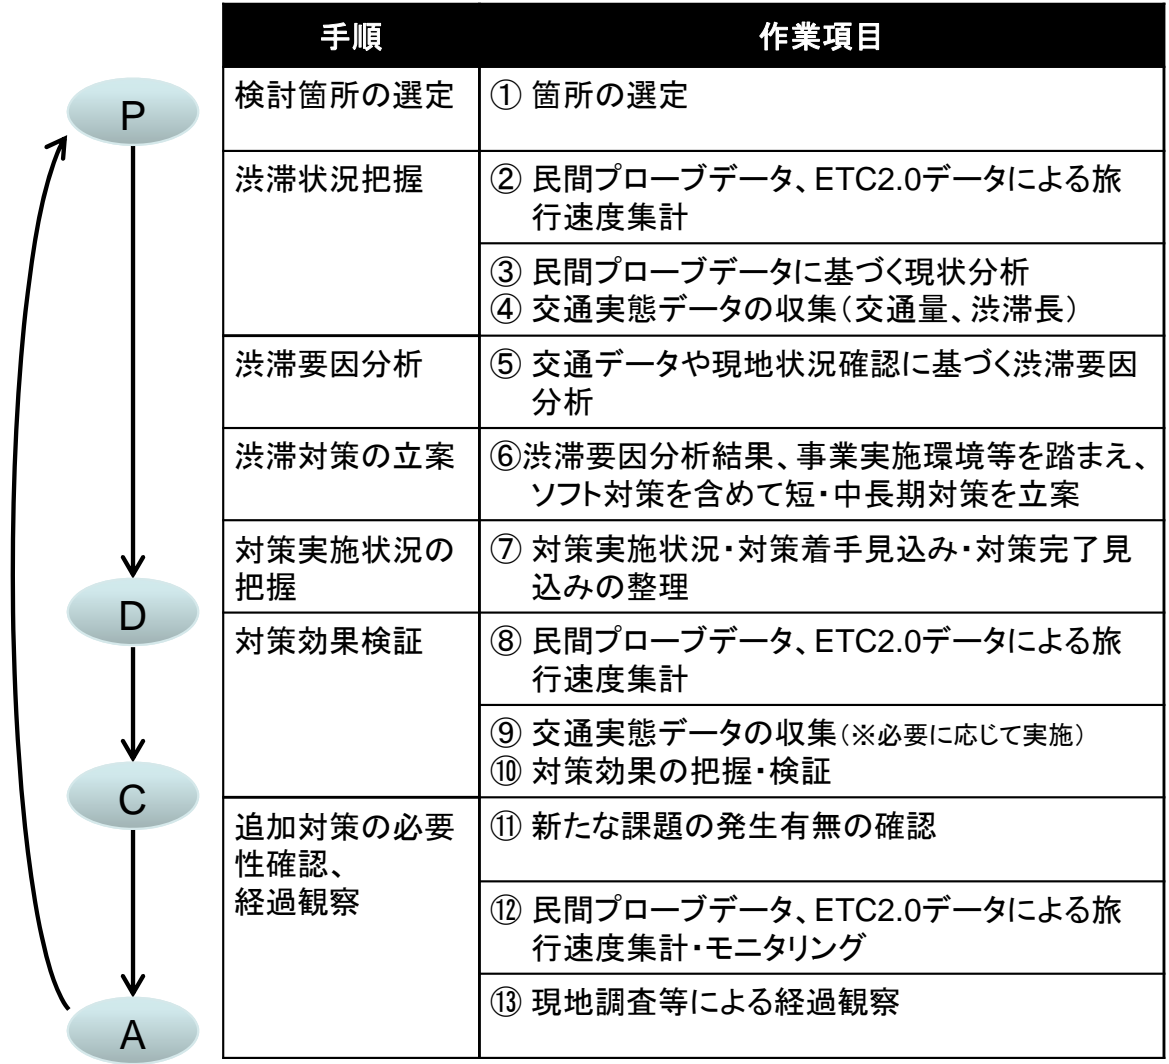 手順
作業項目
P
検討箇所の選定
① 箇所の選定
渋滞状況把握
② 民間プローブデータ、ETC2.0データによる旅
行速度集計
③ 民間プローブデータに基づく現状分析
④ 交通実態データの収集（交通量、渋滞長）
渋滞要因分析
⑤ 交通データや現地状況確認に基づく渋滞要因
分析
渋滞対策の立案
⑥渋滞要因分析結果、事業実施環境等を踏まえ、
ソフト対策を含めて短・中長期対策を立案
D
対策実施状況の
把握
⑦ 対策実施状況・対策着手見込み・対策完了見
込みの整理
C
対策効果検証
⑧ 民間プローブデータ、ETC2.0データによる旅
行速度集計
⑨ 交通実態データの収集（※必要に応じて実施）
⑩ 対策効果の把握・検証
A
追加対策の必要
性確認、
経過観察
⑪ 新たな課題の発生有無の確認
⑫ 民間プローブデータ、ETC2.0データによる旅
行速度集計・モニタリング
⑬ 現地調査等による経過観察